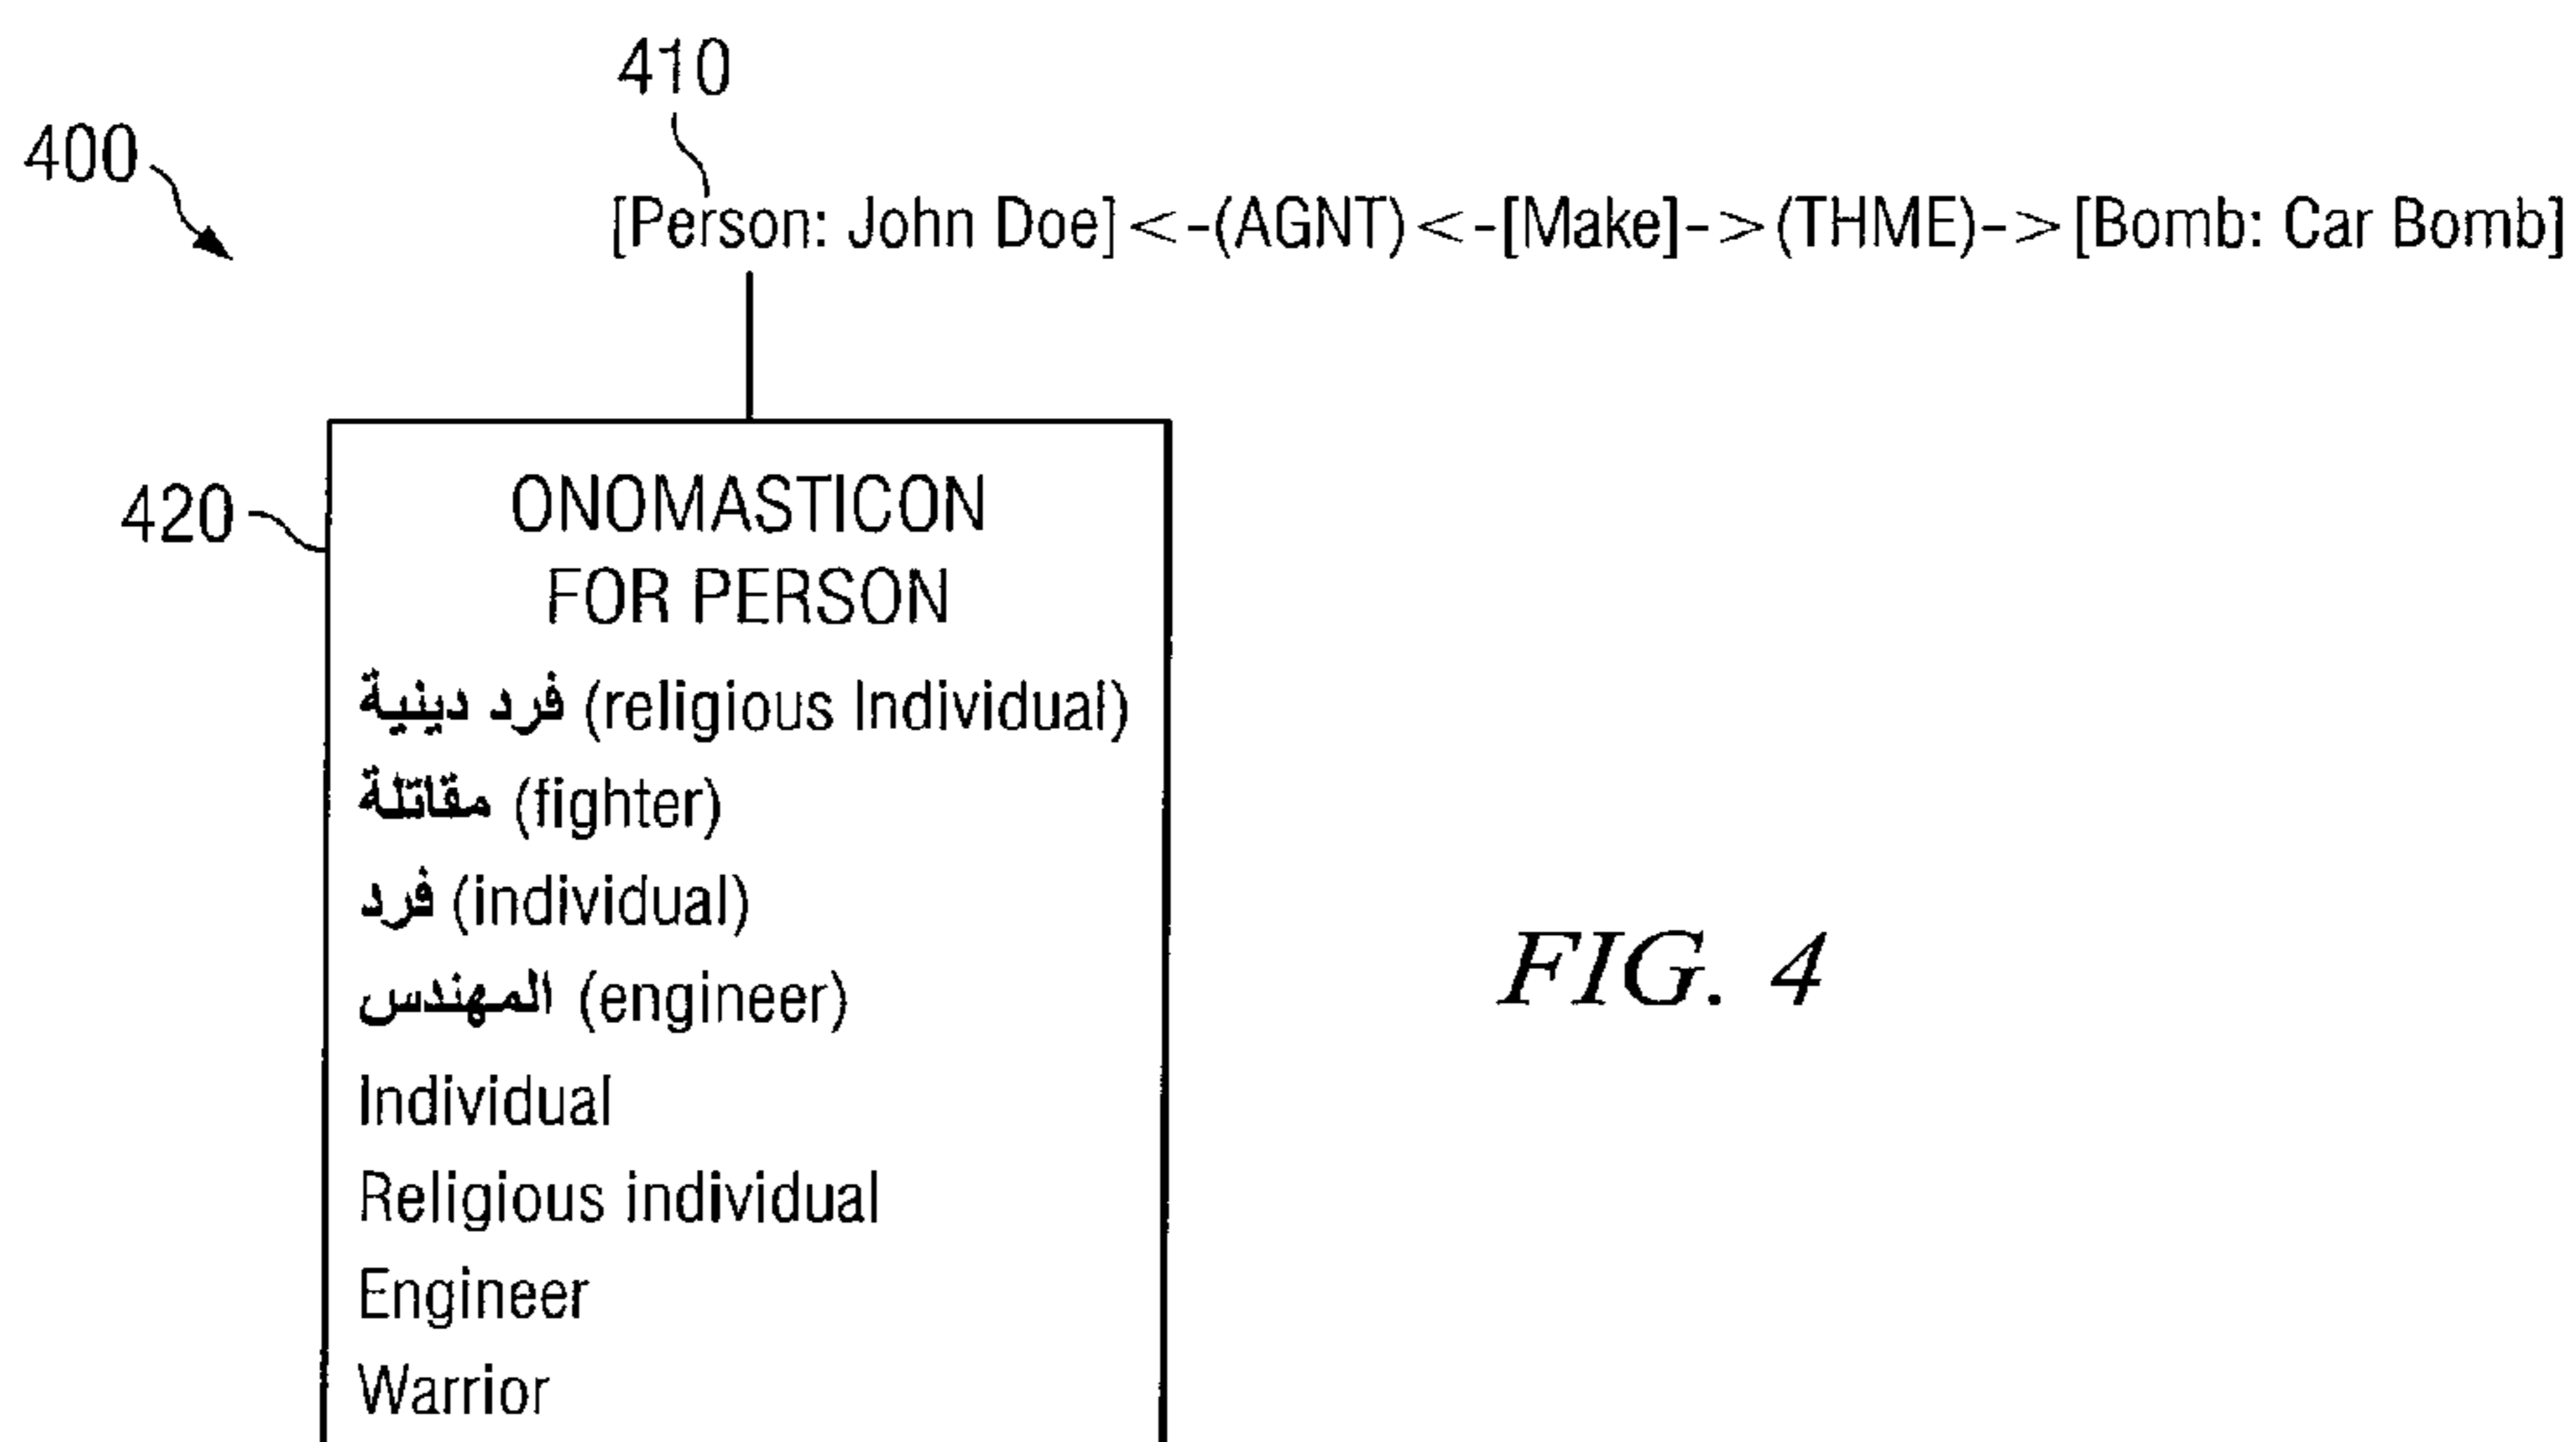 410
400
[Person: John Doe]<-(AGNT)<-[Make]->(THME)->[Bomb: Car Bomb]
420
ONOMASTICON
FOR PERSON
فرد دينية (religious Individual)
مقاتلة (fighter)
فرد (individual)
المهندس (engineer)
Individual
Religious individual
Engineer
Warrior
FIG. 4